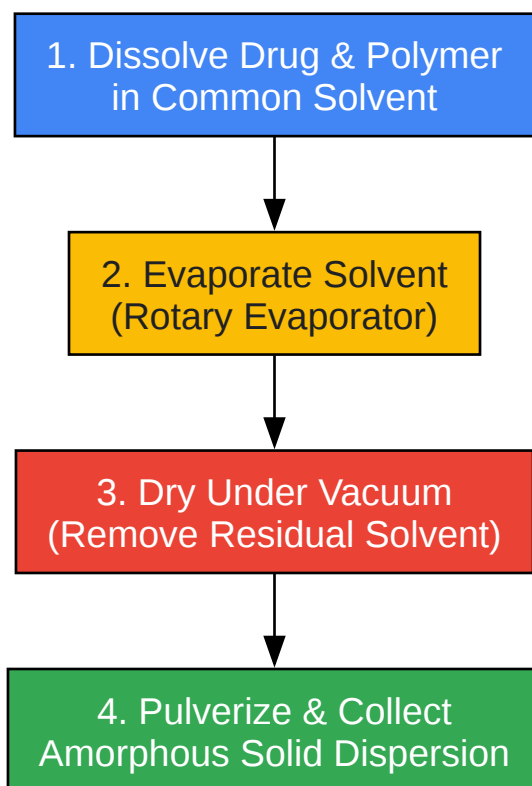 1. Dissolve Drug & Polymer
in Common Solvent
2. Evaporate Solvent
(Rotary Evaporator)
3. Dry Under Vacuum
(Remove Residual Solvent)
4. Pulverize & Collect
Amorphous Solid Dispersion